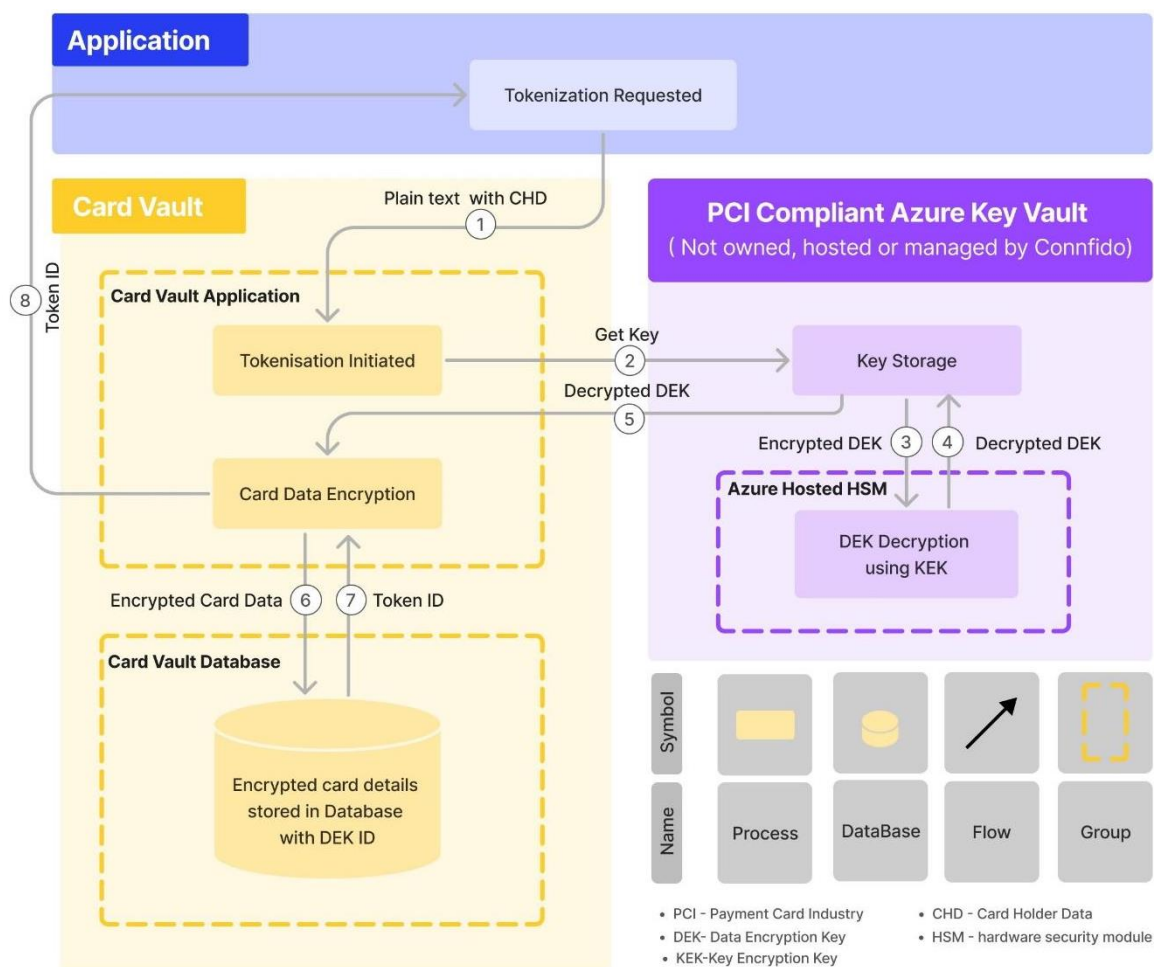 Application
Tokenization Requested
Card Vault
Plain text with CHD
1
PCI Compliant Azure Key Vault
( Not owned, hosted or managed by Connfido)
8
Token ID
Card Vault Application
Tokenisation Initiated
Get Key
2
Key Storage
Decrypted DEK
5
Encrypted DEK
3
4
Decrypted DEK
Card Data Encryption
Azure Hosted HSM
DEK Decryption
using KEK
Encrypted Card Data
6
7
Token ID
Card Vault Database
Encrypted card details
stored in Database
with DEK ID
Symbol
Name
Process
DataBase
Flow
Group
• PCI - Payment Card Industry
• DEK- Data Encryption Key
• KEK-Key Encryption Key
• CHD - Card Holder Data
• HSM - hardware security module